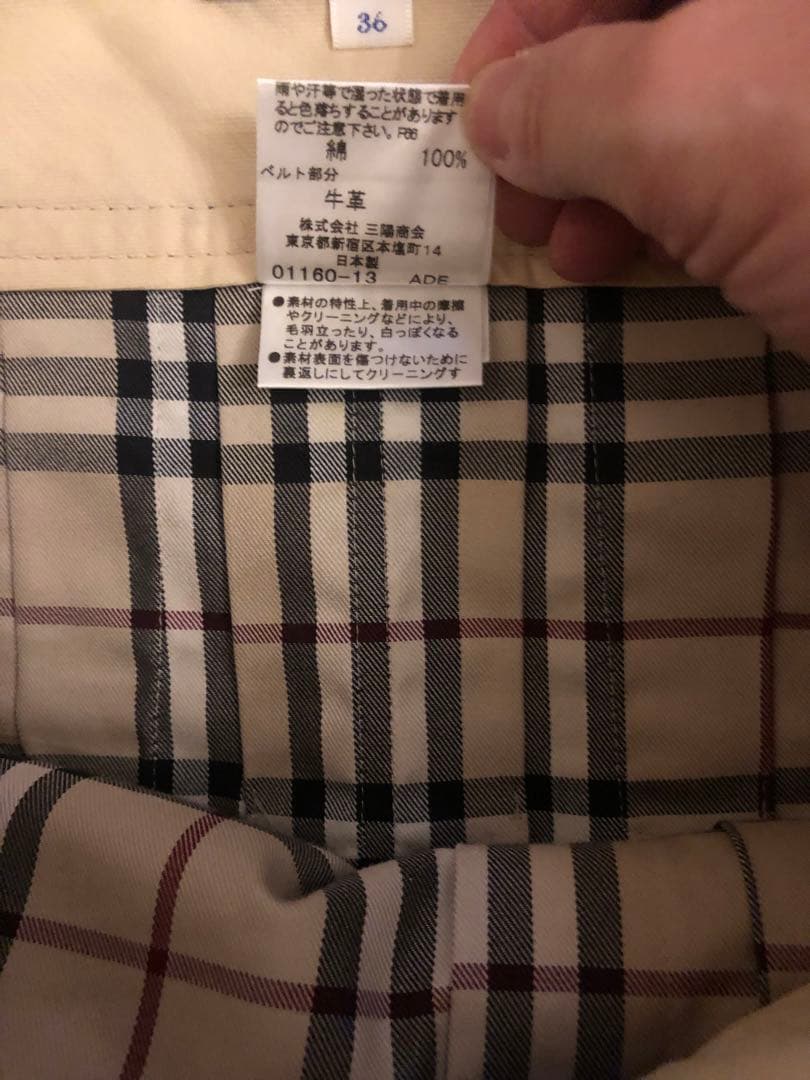 36
雨や汗等で湿った状態で着用
ると色落ちすることがあります
のでご注意下さい。P66
綿 100%
ベルト部分
牛革
株式会社 三陽商会
東京都新宿区本塩町14
日本製
01160-13 ADE
●素材の特性上、着用中の摩擦
やクリーニングなどにより、
毛羽立ったり、白っぽくなる
ことがあります。
●素材表面を傷つけないために
裏返しにしてクリーニングす